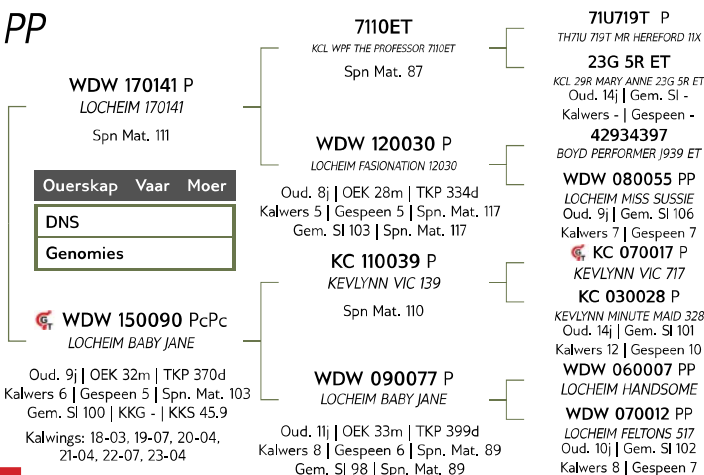 PP
WDW 170141 P
LOCHEIM 170141
Spn Mat. 111
Ouerskap Vaar Moer
DNS
Genomies
GT WDW 150090 PcPc
LOCHEIM BABY JANE
Oud. 9j | OEK 32m | TKP 370d
Kalwers 6 | Gespeen 5 | Spn. Mat. 103
Gem. SI 100 | KKG - | KKS 45.9
Kalwings: 18-03, 19-07, 20-04,
21-04, 22-07, 23-04
7110ET
KCL WPF THE PROFESSOR 7110ET
Spn Mat. 87
WDW 120030 P
LOCHEIM FASIONATION 12030
Oud. 8j | OEK 28m | TKP 334d
Kalwers 5 | Gespeen 5 | Spn. Mat. 117
Gem. SI 103 | Spn. Mat. 117
KC 110039 P
KEVLYNN VIC 139
Spn Mat. 110
WDW 090077 P
LOCHEIM BABY JANE
Oud. 11j | OEK 33m | TKP 399d
Kalwers 8 | Gespeen 6 | Spn. Mat. 89
Gem. SI 98 | Spn. Mat. 89
71U719T P
TH71U 719T MR HEREFORD 11X
23G 5R ET
KCL 29R MARY ANNE 23G 5R ET
Oud. 14j | Gem. SI -
Kalwers - | Gespeen -
42934397
BOYD PERFORMER J939 ET
WDW 080055 PP
LOCHEIM MISS SUSSIE
Oud. 9j | Gem. SI 106
Kalwers 7 | Gespeen 7
GT KC 070017 P
KEVLYNN VIC 717
KC 030028 P
KEVLYNN MINUTE MAID 328
Oud. 14j | Gem. SI 101
Kalwers 12 | Gespeen 10
WDW 060007 PP
LOCHEIM HANDSOME
WDW 070012 PP
LOCHEIM FELTONS 517
Oud. 10j | Gem. SI 102
Kalwers 8 | Gespeen 7